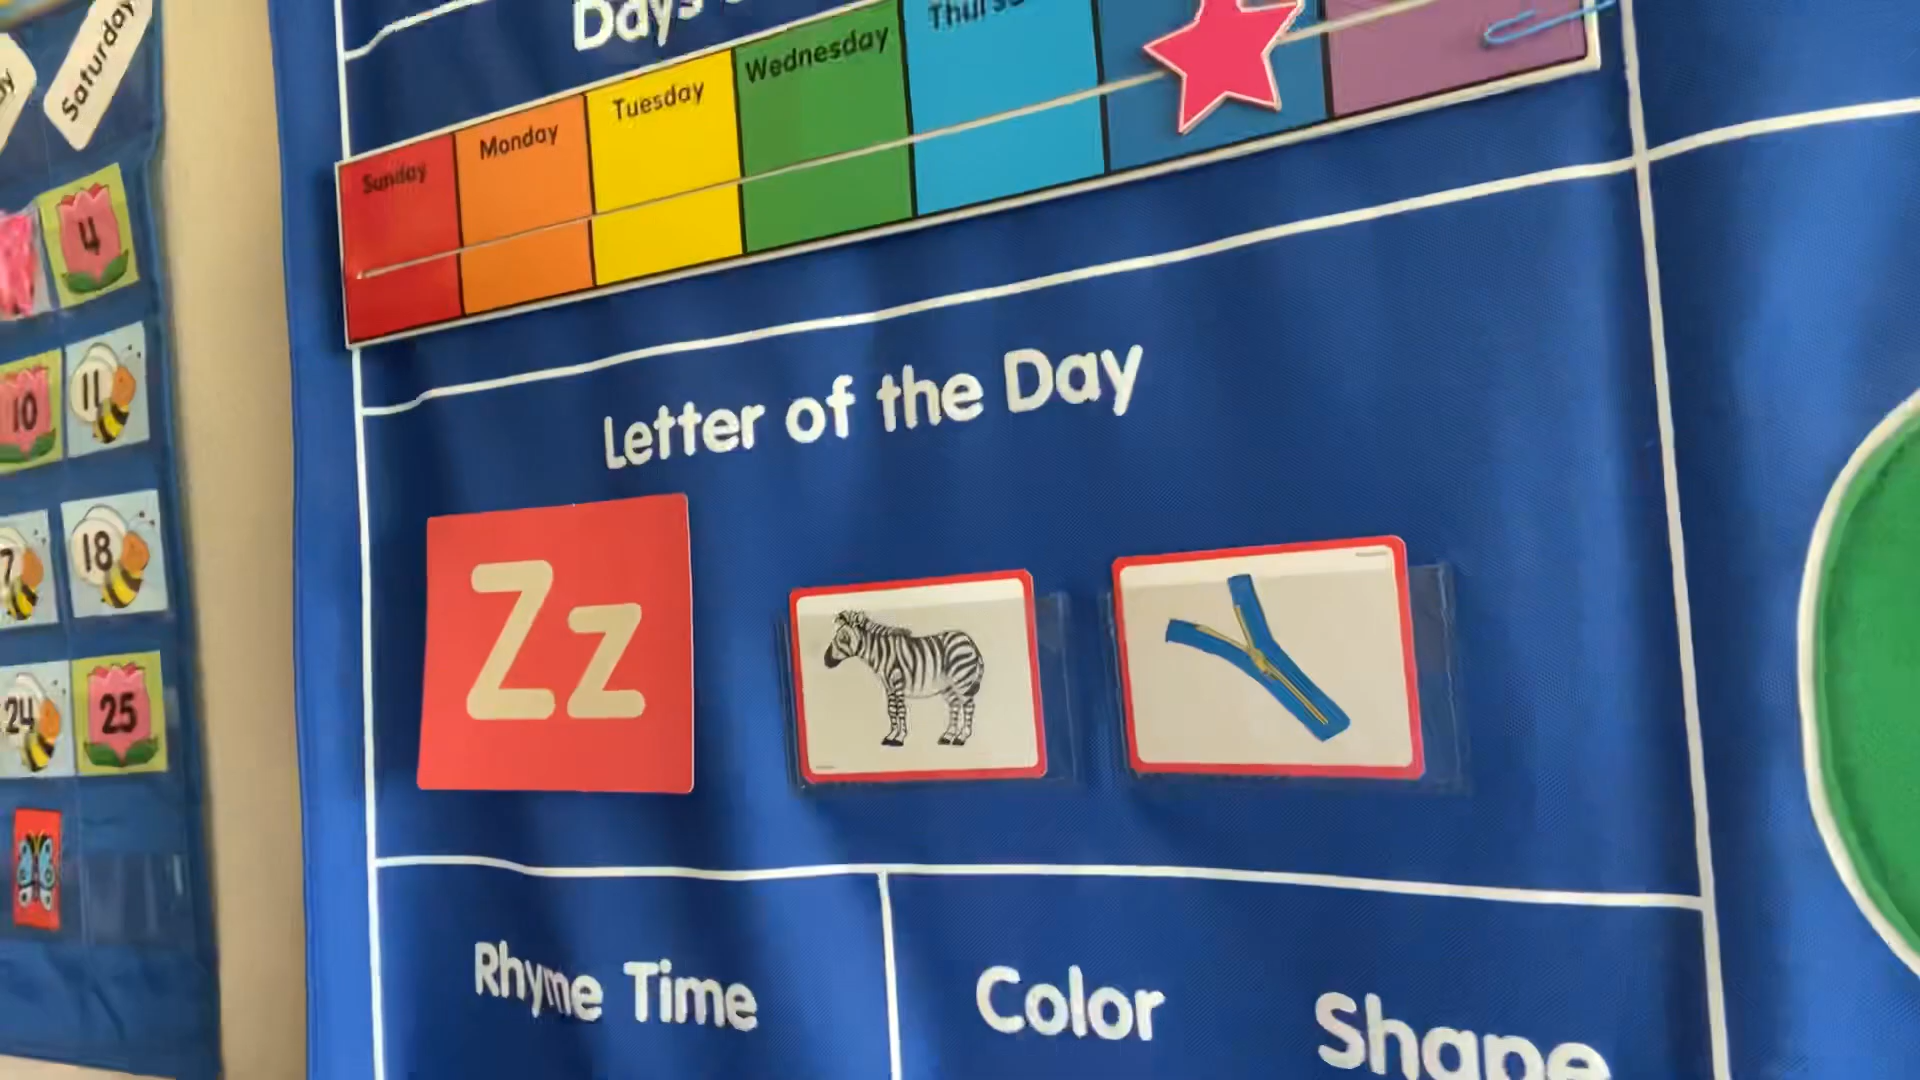 Saturday
4
10 11
18
24 25
Days
Sunday Monday Tuesday Wednesday
Letter of the Day
Zz
Rhyme Time
Color Shape